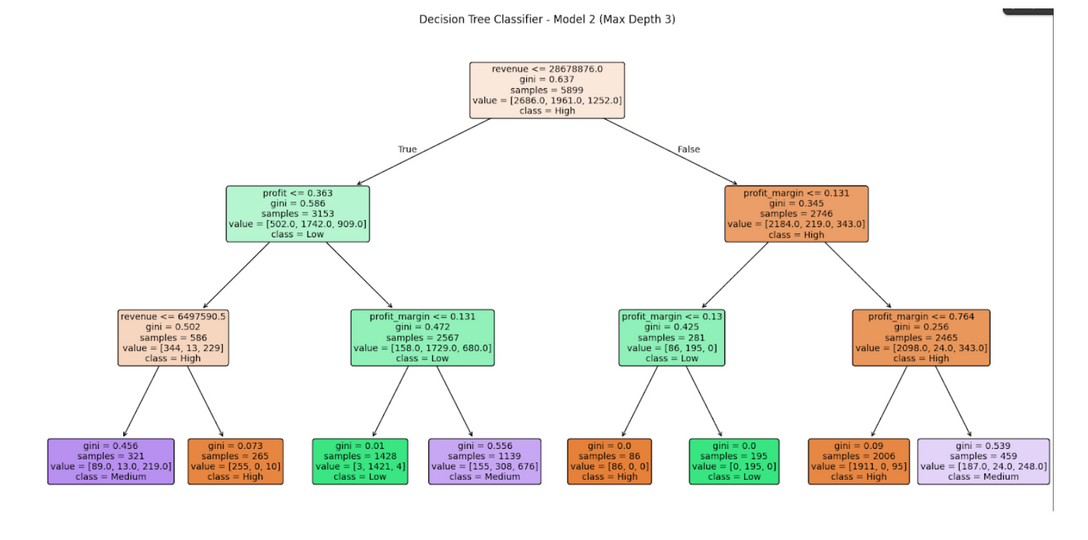 Decision Tree Classifier - Model 2 (Max Depth 3)
revenue <= 28678876.0
gini = 0.637
samples = 5899
value = [2686.0, 1961.0, 1252.0]
class = High
True
False
profit <= 0.363
gini = 0.586
samples = 3153
value = [502.0, 1742.0, 909.0]
class = Low
profit_margin <= 0.131
gini = 0.345
samples = 2746
value = [2184.0, 219.0, 343.0]
class = High
revenue <= 6497590.5
gini = 0.502
samples = 586
value = [344, 13, 229]
class = High
profit_margin <= 0.131
gini = 0.472
samples = 2567
value = [158.0, 1729.0, 680.0]
class = Low
profit_margin <= 0.13
gini = 0.425
samples = 281
value = [86, 195, 0]
class = Low
profit_margin <= 0.764
gini = 0.256
samples = 2465
value = [2098.0, 24.0, 343.0]
class = High
gini = 0.456
samples = 321
value = [89.0, 13.0, 219.0]
class = Medium
gini = 0.073
samples = 265
value = [255, 0, 10]
class = High
gini = 0.01
samples = 1428
value = [3, 1421, 4]
class = Low
gini = 0.556
samples = 1139
value = [155, 308, 676]
class = Medium
gini = 0.0
samples = 86
value = [86, 0, 0]
class = High
gini = 0.0
samples = 195
value = [0, 195, 0]
class = Low
gini = 0.09
samples = 2006
value = [1911, 0, 95]
class = High
gini = 0.539
samples = 459
value = [187.0, 24.0, 248.0]
class = Medium